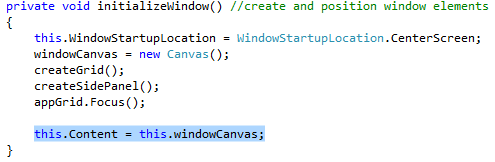 private void initializeWindow() //create and position window elements
{
    this.WindowStartupLocation = WindowStartupLocation.CenterScreen;
    windowCanvas = new Canvas();
    createGrid();
    createSidePanel();
    appGrid.Focus();

    this.Content = this.windowCanvas;
}